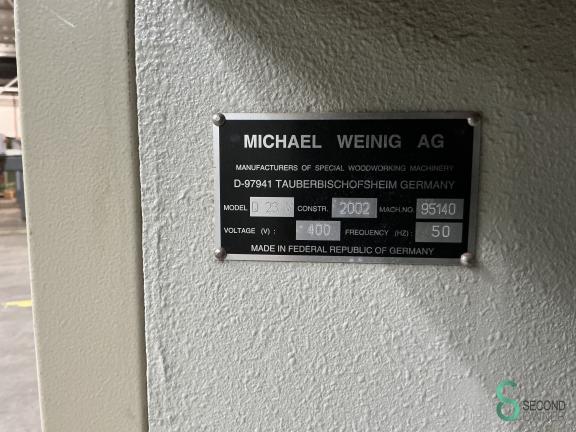 MICHAEL WEINIG AG
MANUFACTURERS OF SPECIAL WOODWORKING MACHINERY
D-97941 TAUBERBISCHOFSHEIM GERMANY
MODEL D 23 CONSTR. 2002 MACH.NO. 95140
VOLTAGE (V) : 400 FREQUENCY (HZ) : 50
MADE IN FEDERAL REPUBLIC OF GERMANY
SECOND
OWNER